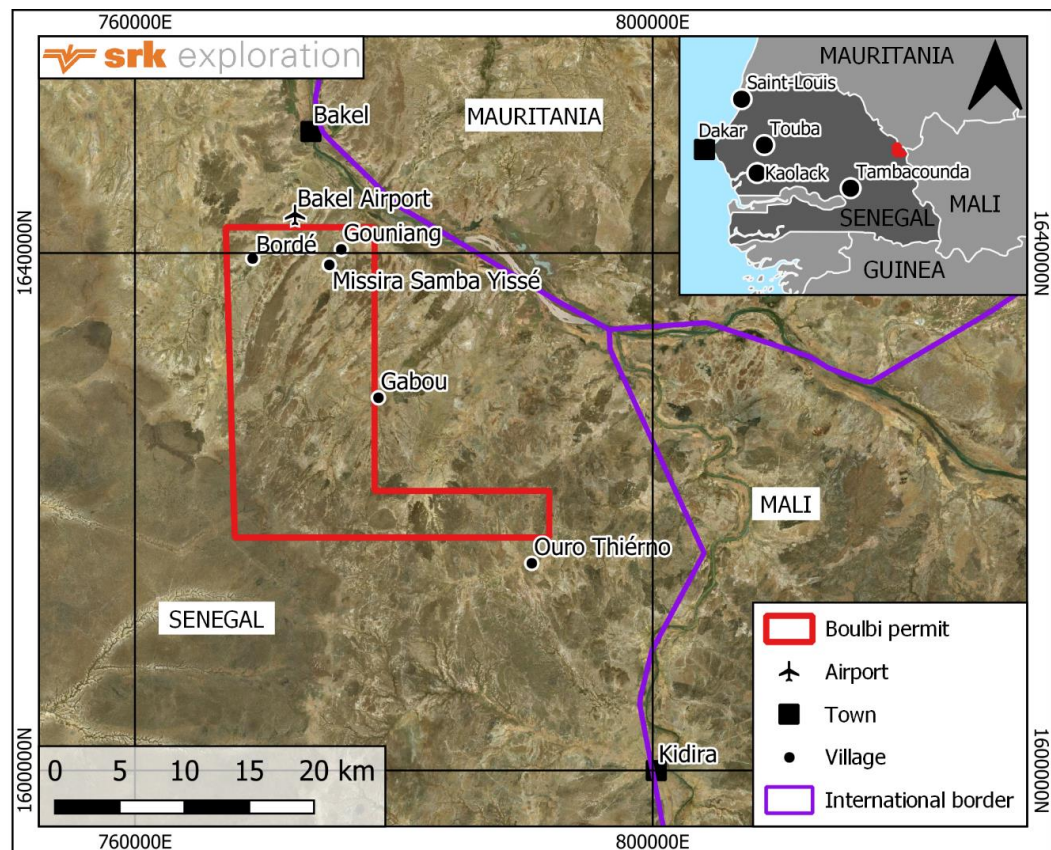 760000E
800000E
srk exploration
MAURITANIA
Bakel
Bakel Airport
Gouniang
Bordé
Missira Samba Yissé
Gabou
Ouro Thiérno
MALI
SENEGAL
Kidira
1640000N
1600000N
MAURITANIA
Saint-Louis
Dakar
Touba
Kaolack
Tambacounda
SENEGAL
MALI
GUINEA
1640000N
1600000N
Boulbi permit
Airport
Town
Village
International border
0 5 10 15 20 km
760000E
800000E